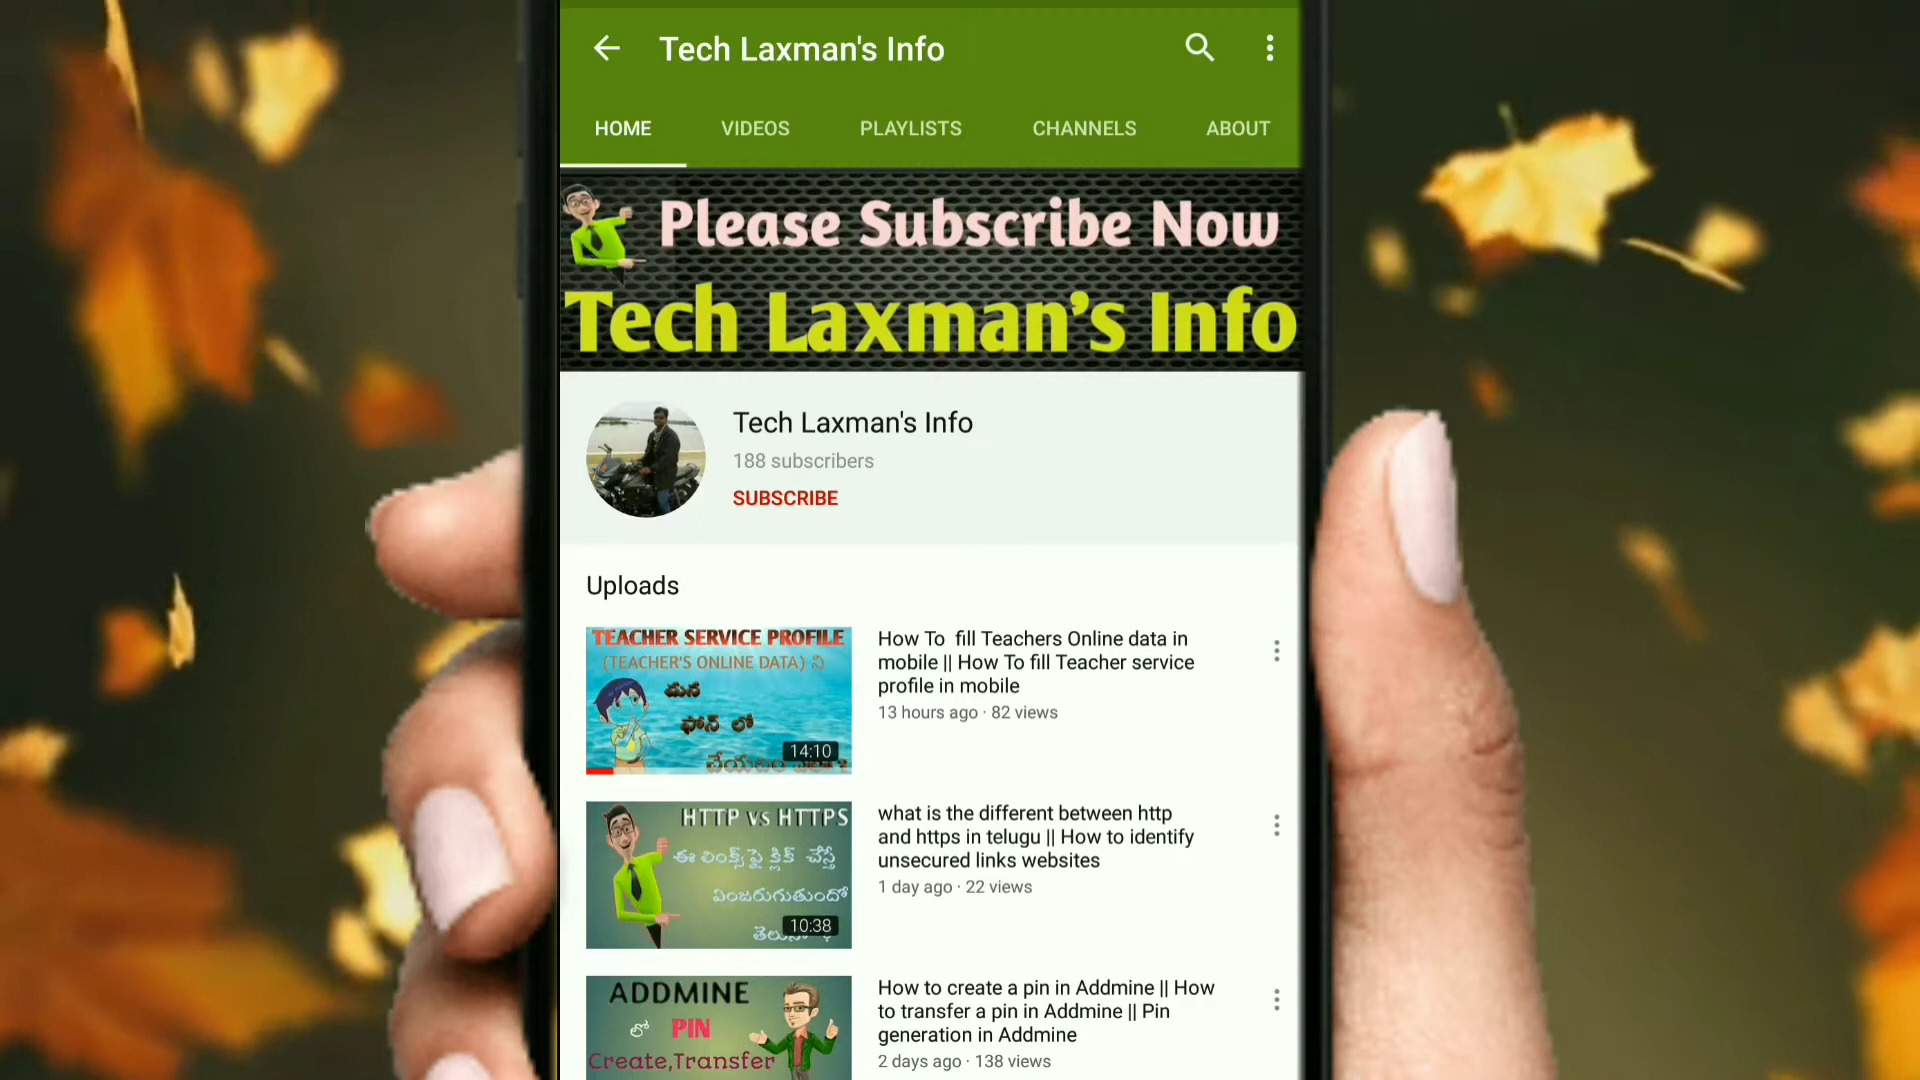 Tech Laxman's Info
HOME VIDEOS PLAYLISTS CHANNELS ABOUT
Please Subscribe Now
Tech Laxman's Info
Tech Laxman's Info
188 subscribers
SUBSCRIBE
Uploads
TEACHER SERVICE PROFILE
(TEACHER'S ONLINE DATA) ని
మన
ఫోన్ లో
14:10
How To fill Teachers Online data in
mobile || How To fill Teacher service
profile in mobile
13 hours ago · 82 views
HTTP VS HTTPS
ఈ లింక్స్ పై క్లిక్ చేస్తే
ఏంజరుగుతుందో
10:38
what is the different between http
and https in telugu || How to identify
unsecured links websites
1 day ago · 22 views
ADDMINE
లో PIN
Create,Transfer
How to create a pin in Addmine || How
to transfer a pin in Addmine || Pin
generation in Addmine
2 days ago · 138 views